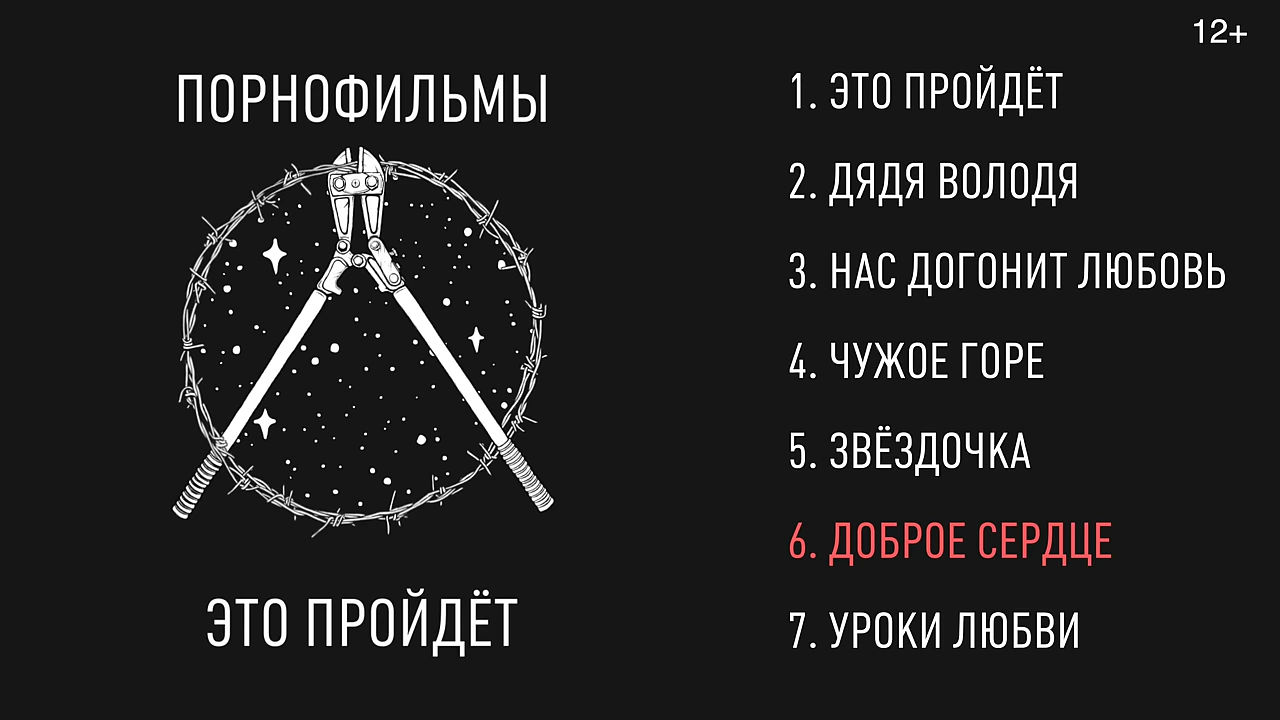 12+
ПОРНОФИЛЬМЫ
ЭТО ПРОЙДЁТ
1. ЭТО ПРОЙДЁТ
2. ДЯДЯ ВОЛОДЯ
3. НАС ДОГОНИТ ЛЮБОВЬ
4. ЧУЖОЕ ГОРЕ
5. ЗВЁЗДОЧКА
6. ДОБРОЕ СЕРДЦЕ
7. УРОКИ ЛЮБВИ